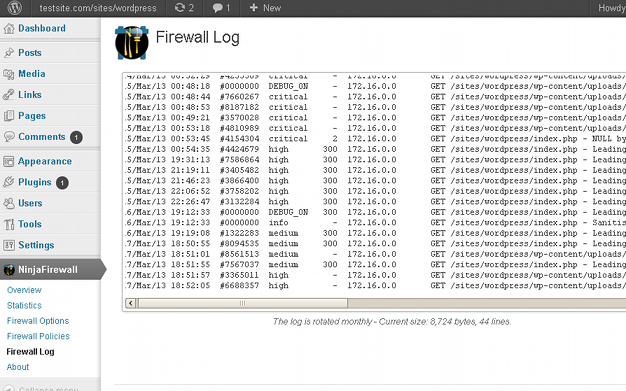 testsite.com/sites/wordpress 2 1 + New Howdy
Dashboard
Posts
Media
Links
Pages
Comments 1
Appearance
Plugins 1
Users
Tools
Settings
NinjaFirewall
Overview
Statistics
Firewall Options
Firewall Policies
Firewall Log
About
Collapse menu
Firewall Log
4/Mar/13 00:32:29 #4255589 critical - 172.16.0.0 GET /sites/wordpress/wp-content/uploads/
.5/Mar/13 00:48:18 #0000000 DEBUG_ON - 172.16.0.0 GET /sites/wordpress/wp-content/uploads/
.5/Mar/13 00:48:44 #7660267 critical - 172.16.0.0 GET /sites/wordpress/wp-content/uploads/
.5/Mar/13 00:48:53 #8187182 critical - 172.16.0.0 GET /sites/wordpress/wp-content/uploads/
.5/Mar/13 00:49:21 #3570028 critical - 172.16.0.0 GET /sites/wordpress/wp-content/uploads/
.5/Mar/13 00:53:18 #4810989 critical - 172.16.0.0 GET /sites/wordpress/wp-content/uploads/
.5/Mar/13 00:53:45 #4154304 critical 2 172.16.0.0 GET /sites/wordpress/index.php - NULL by
.5/Mar/13 00:54:35 #4424679 high 300 172.16.0.0 GET /sites/wordpress/index.php - Leading
.5/Mar/13 19:31:13 #7586864 high 300 172.16.0.0 GET /sites/wordpress/index.php - Leading
.5/Mar/13 21:19:11 #3405482 high 300 172.16.0.0 GET /sites/wordpress/index.php - Leading
.5/Mar/13 21:46:23 #3866400 high 300 172.16.0.0 GET /sites/wordpress/index.php - Leading
.5/Mar/13 22:06:52 #3758202 high 300 172.16.0.0 GET /sites/wordpress/index.php - Leading
.5/Mar/13 22:26:47 #3132284 high 300 172.16.0.0 GET /sites/wordpress/index.php - Leading
.6/Mar/13 19:12:33 #0000000 DEBUG_ON 300 172.16.0.0 GET /sites/wordpress/index.php - Leading
.6/Mar/13 19:12:33 #0000000 info - 172.16.0.0 GET /sites/wordpress/index.php - Sanitis
.6/Mar/13 19:19:08 #1322283 medium 300 172.16.0.0 GET /sites/wordpress/index.php - Leading
.7/Mar/13 18:50:55 #8094535 medium 300 172.16.0.0 GET /sites/wordpress/index.php - Leading
.7/Mar/13 18:51:01 #8561513 medium - 172.16.0.0 GET /sites/wordpress/wp-content/uploads/
.7/Mar/13 18:51:55 #7567037 medium 300 172.16.0.0 GET /sites/wordpress/index.php - Leading
.7/Mar/13 18:51:57 #3365011 high - 172.16.0.0 GET /sites/wordpress/wp-content/uploads/
.7/Mar/13 18:52:05 #6688357 high - 172.16.0.0 GET /sites/wordpress/wp-content/uploads/
The log is rotated monthly - Current size: 8,724 bytes, 44 lines.